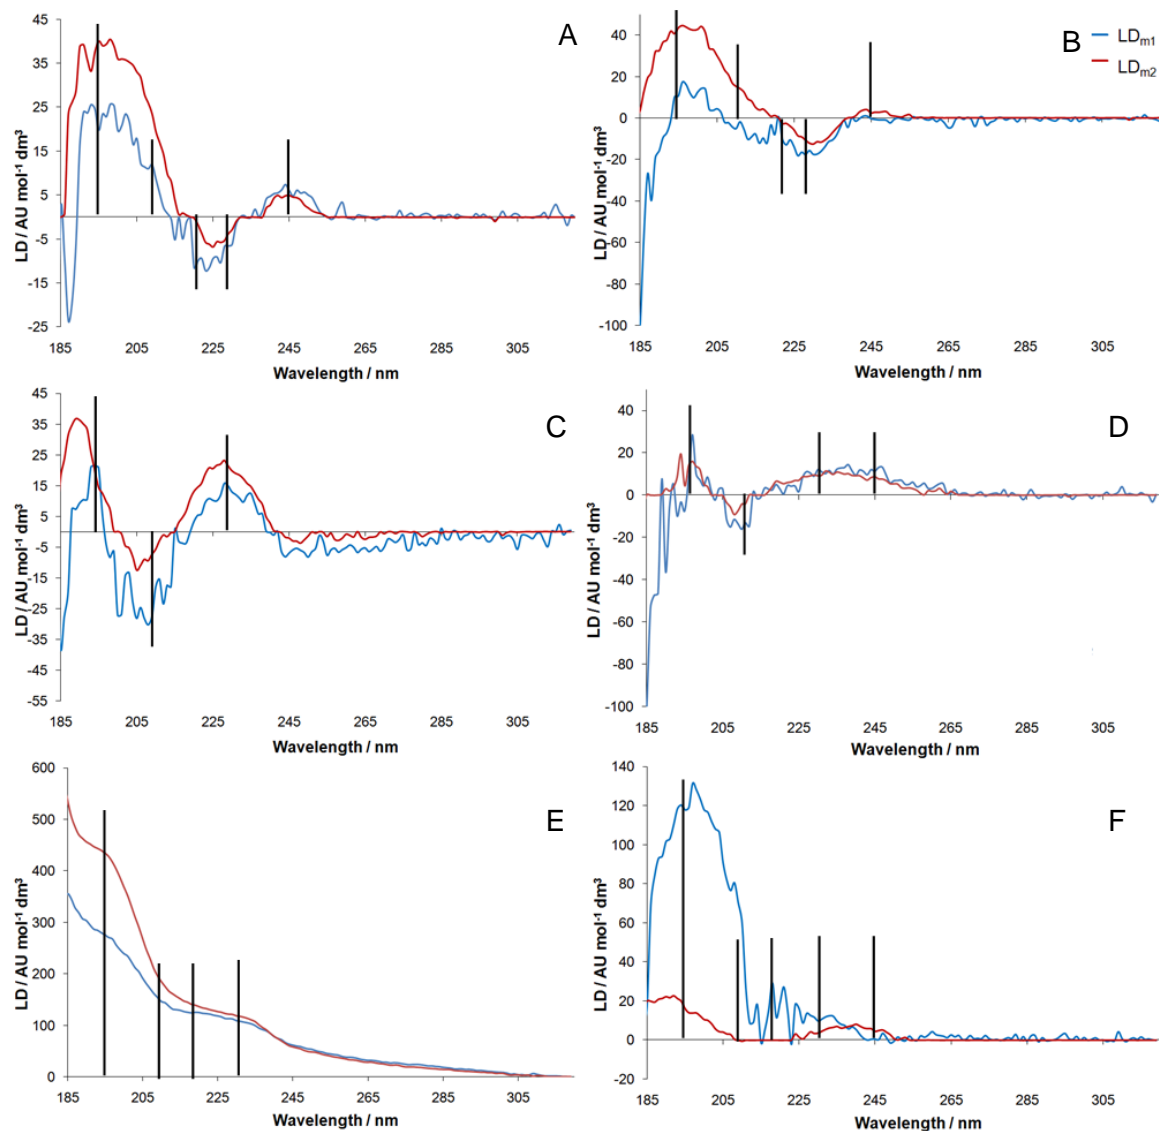 A
45
35
25
15
5
-5
-15
-25
LD / AU mol-1 dm3
185 205 225 245 265 285 305
Wavelength / nm
B
LDm1
LDm2
40
20
0
-20
-40
-60
-80
-100
LD / AU mol-1 dm3
185 205 225 245 265 285 305
Wavelength / nm
C
45
35
25
15
5
-5
-15
-25
-35
-45
-55
LD / AU mol-1 dm3
185 205 225 245 265 285 305
Wavelength / nm
D
40
20
0
-20
-40
-60
-80
-100
LD / AU mol-1 dm3
185 205 225 245 265 285 305
Wavelength / nm
E
600
500
400
300
200
100
0
LD / AU mol-1 dm3
185 205 225 245 265 285 305
Wavelength / nm
F
140
120
100
80
60
40
20
0
-20
LD / AU mol-1 dm3
185 205 225 245 265 285 305
Wavelength / nm